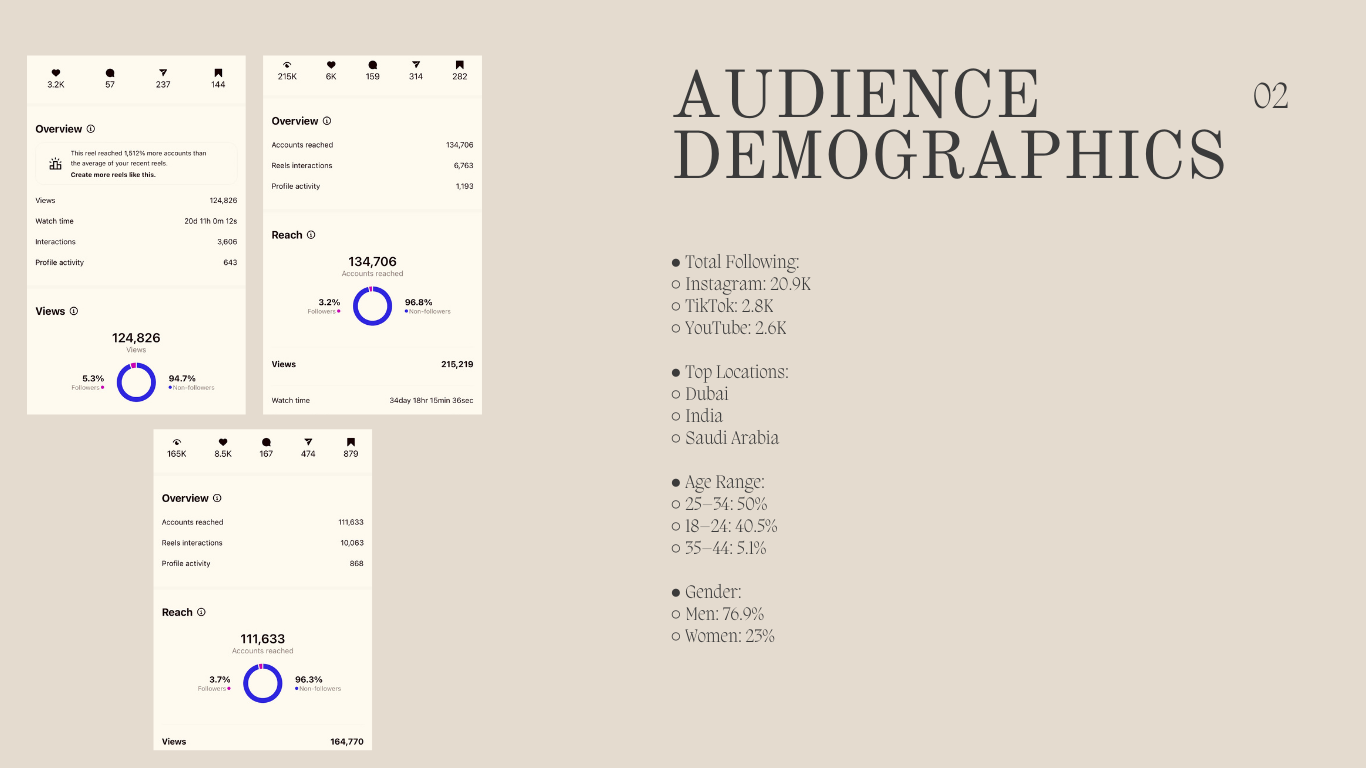 3.2K 57 237 144
Overview
This reel reached 1,512% more accounts than
the average of your recent reels.
Create more reels like this.
Views 124,826
Watch time 20d 11h 0m 12s
Interactions 3,606
Profile activity 643
Views
124,826
Views
5.3% 94.7%
Followers Non-followers
215K 6K 159 314 282
Overview
Accounts reached 134,706
Reels interactions 6,763
Profile activity 1,193
Reach
134,706
Accounts reached
3.2% 96.8%
Followers Non-followers
Views 215,219
Watch time 34day 18hr 15min 36sec
165K 8.5K 167 474 879
Overview
Accounts reached 111,633
Reels interactions 10,063
Profile activity 868
Reach
111,633
Accounts reached
3.7% 96.3%
Followers Non-followers
Views 164,770
AUDIENCE
DEMOGRAPHICS
02
● Total Following:
○ Instagram: 20.9K
○ TikTok: 2.8K
○ YouTube: 2.6K
● Top Locations:
○ Dubai
○ India
○ Saudi Arabia
● Age Range:
○ 25–34: 50%
○ 18–24: 40.5%
○ 35–44: 5.1%
● Gender:
○ Men: 76.9%
○ Women: 23%